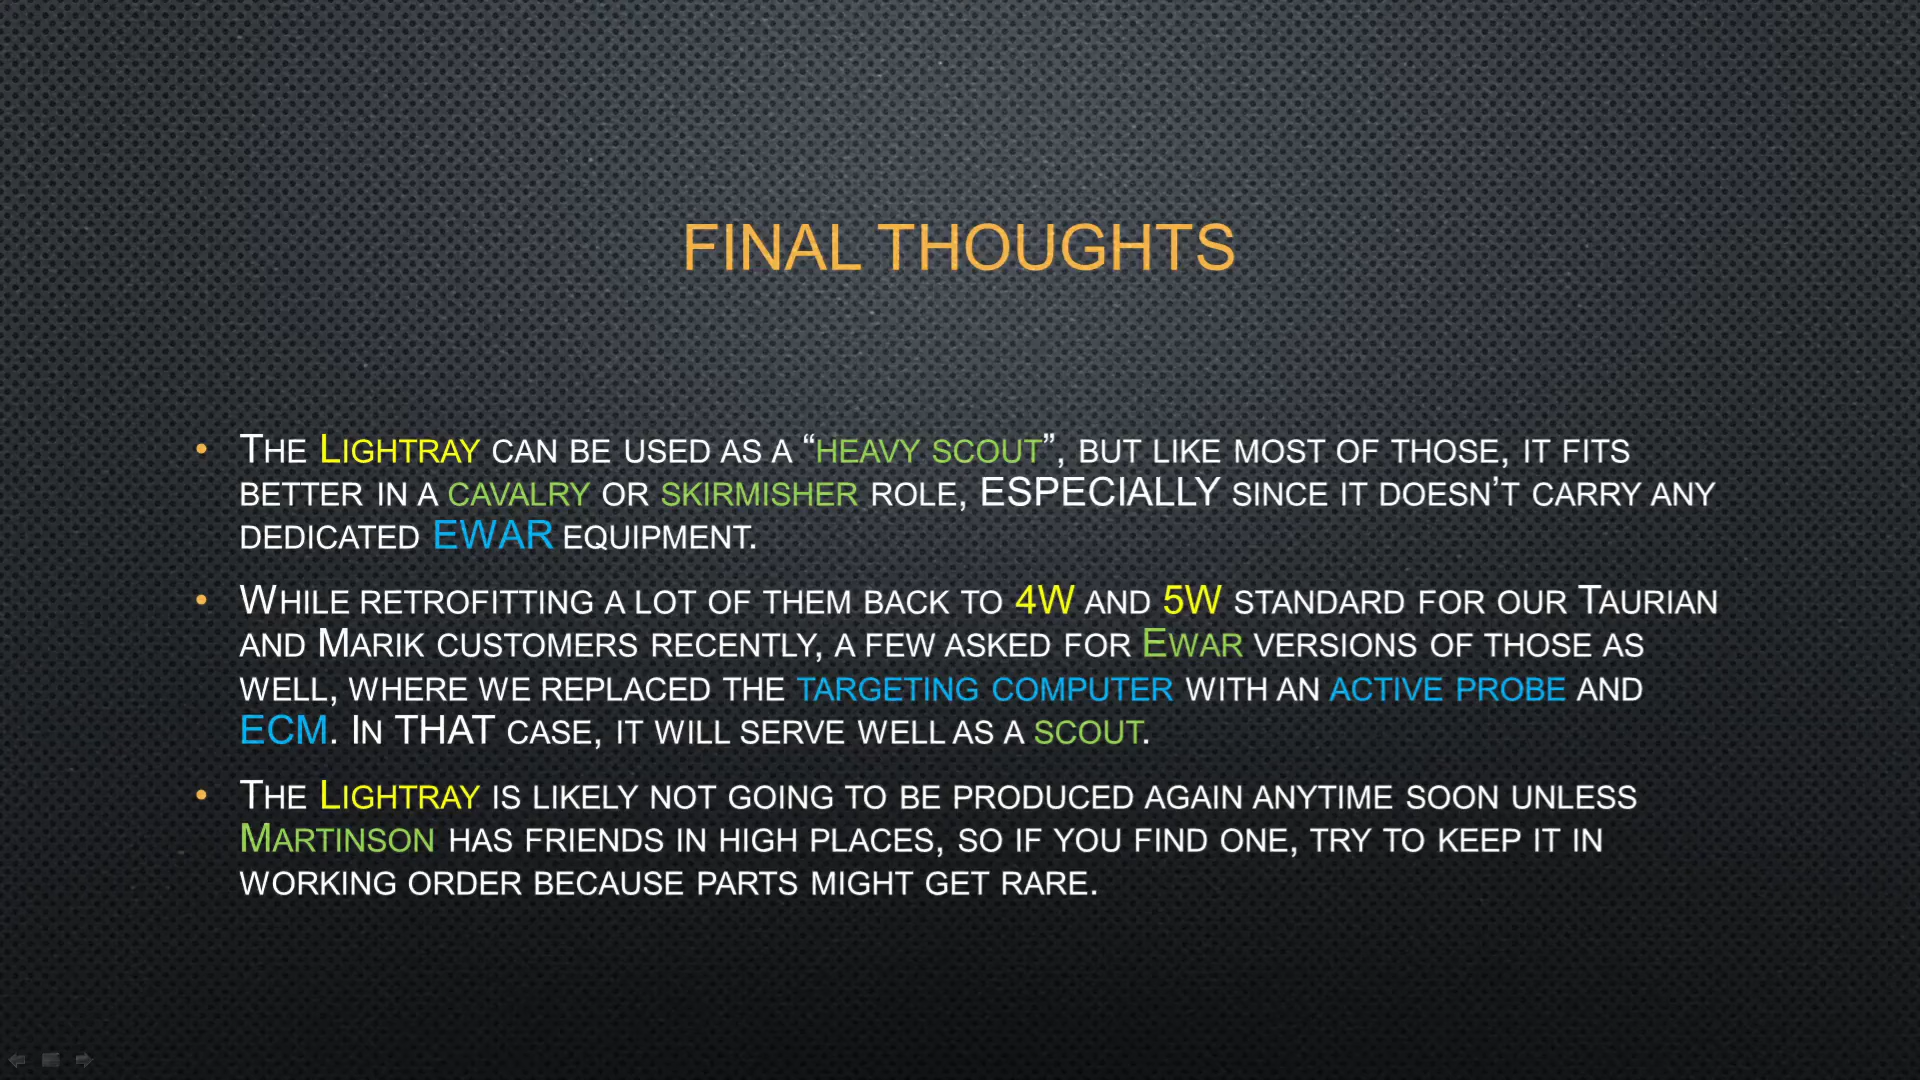 FINAL THOUGHTS
• The Lightray can be used as a “heavy scout”, but like most of those, it fits
better in a cavalry or skirmisher role, ESPECIALLY since it doesn’t carry any
dedicated EWAR equipment.
• While retrofitting a lot of them back to 4W and 5W standard for our Taurian
and Marik customers recently, a few asked for Ewar versions of those as
well, where we replaced the targeting computer with an active probe and
ECM. In THAT case, it will serve well as a scout.
• The Lightray is likely not going to be produced again anytime soon unless
Martinson has friends in high places, so if you find one, try to keep it in
working order because parts might get rare.